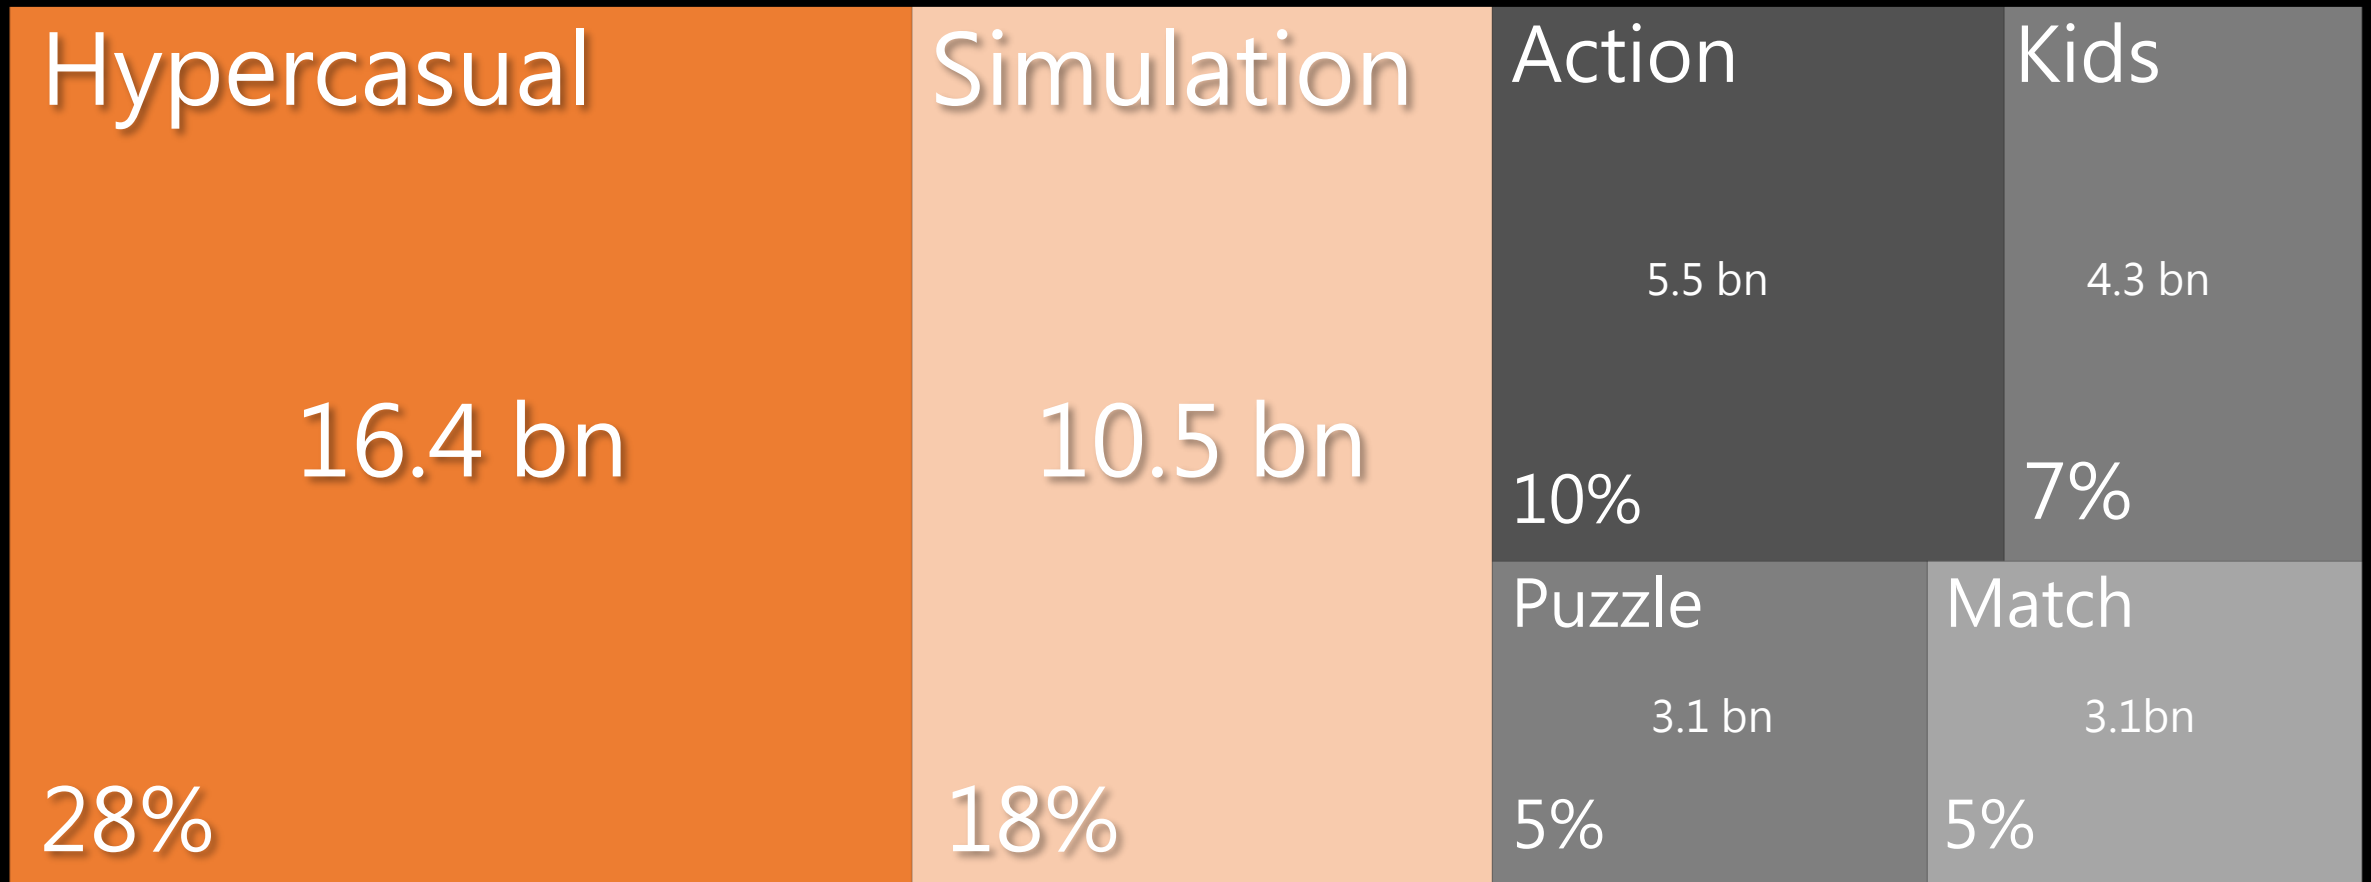 Hypercasual
16.4 bn
28%
Simulation
10.5 bn
18%
Action
5.5 bn
10%
Kids
4.3 bn
7%
Puzzle
3.1 bn
5%
Match
3.1bn
5%